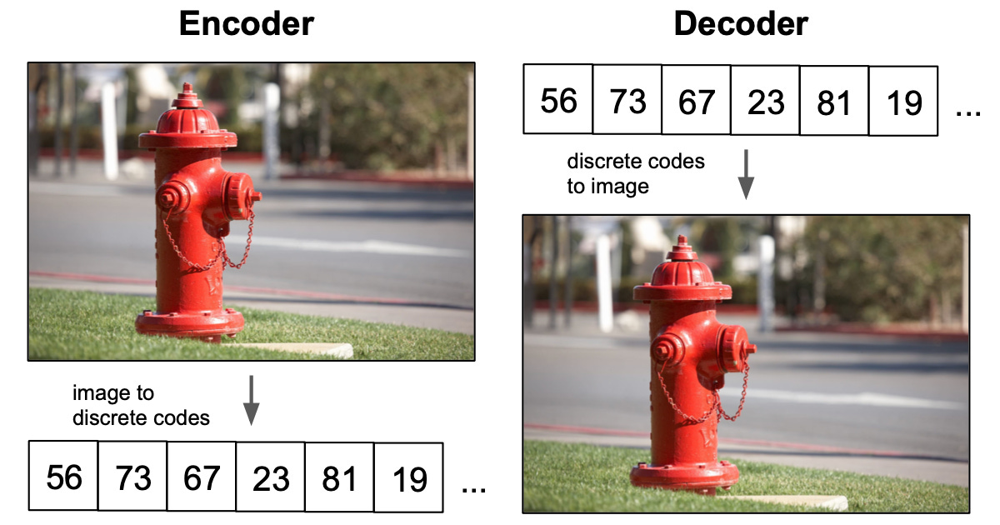 Encoder
image to
discrete codes
56 73 67 23 81 19 ...
Decoder
56 73 67 23 81 19 ...
discrete codes
to image